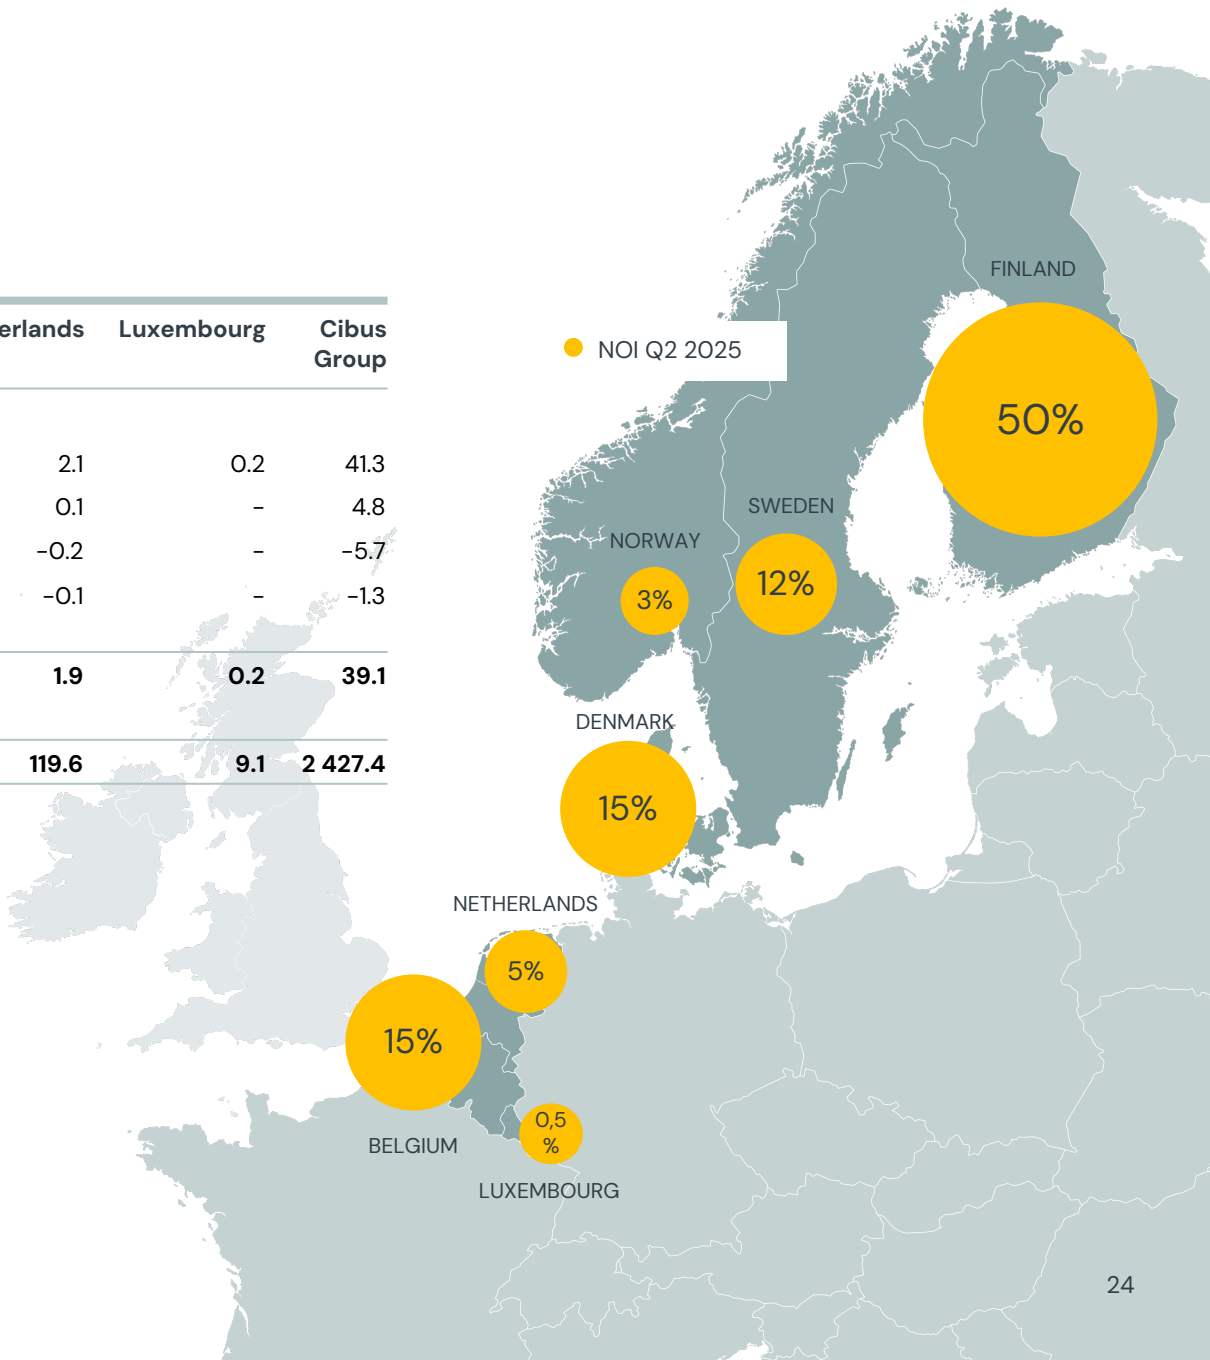 erlands Luxembourg Cibus
Group
2.1 0.2 41.3
0.1 – 4.8
-0.2 – -5.7
-0.1 – -1.3
1.9 0.2 39.1
119.6 9.1 2 427.4
NOI Q2 2025
FINLAND
50%
SWEDEN
12%
NORWAY
3%
DENMARK
15%
NETHERLANDS
5%
15%
BELGIUM
0,5
%
LUXEMBOURG
24